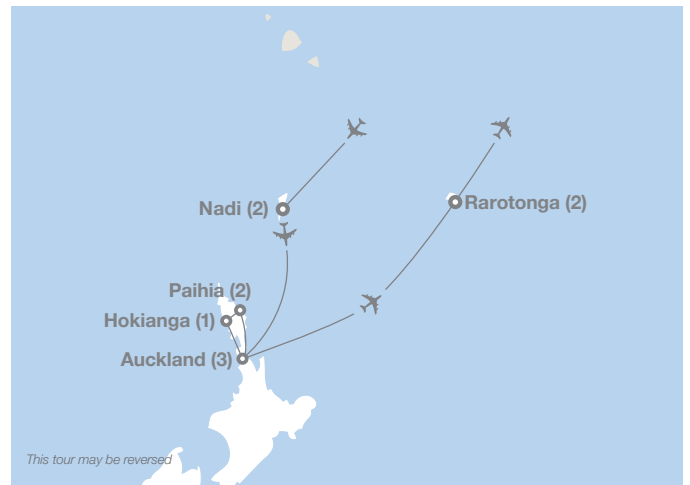 Nadi (2)
Rarotonga (2)
Paihia (2)
Hokianga (1)
Auckland (3)
This tour may be reversed